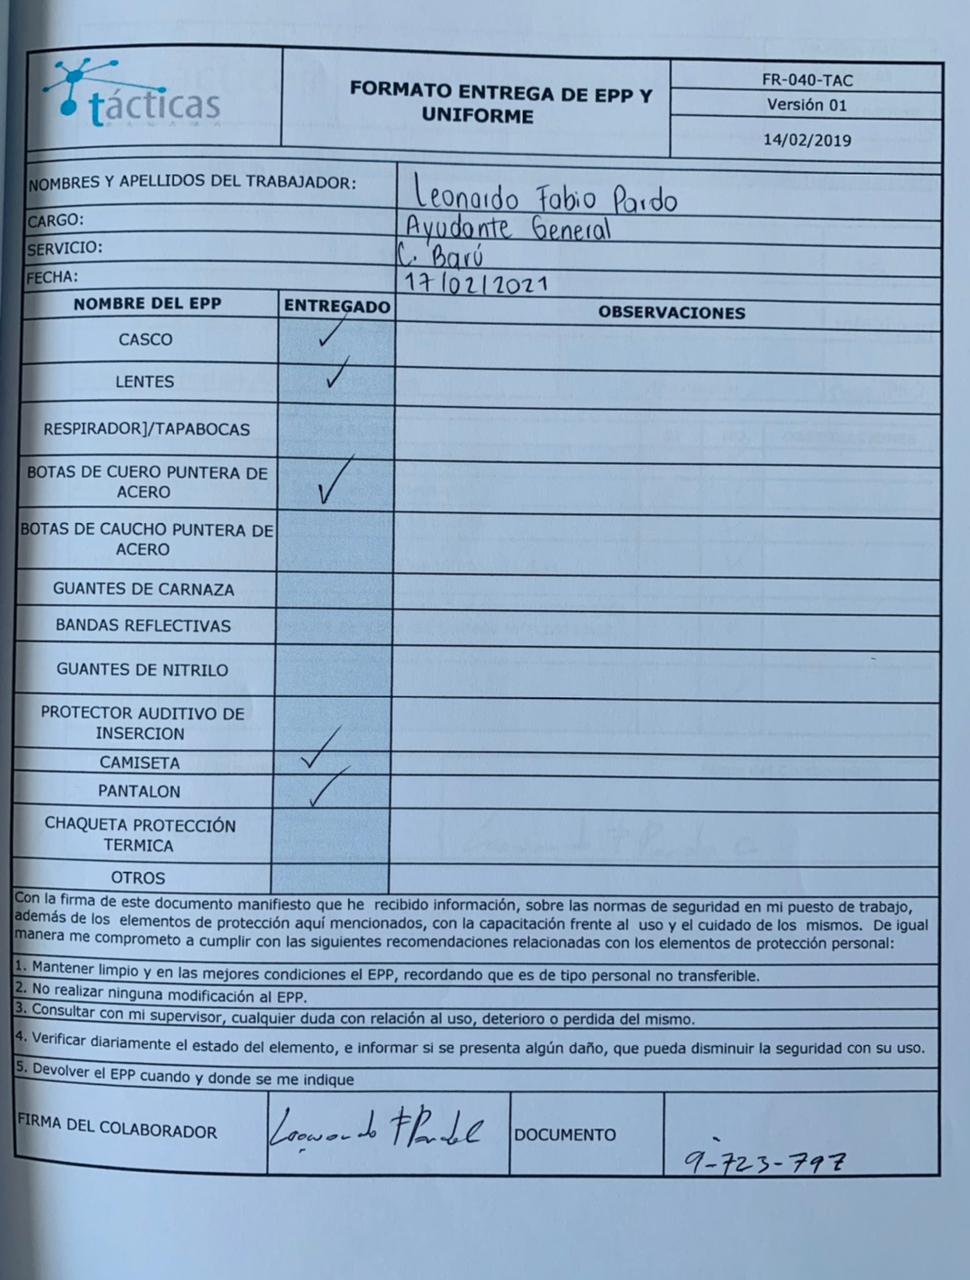 tácticas
PANAMÁ
FORMATO ENTREGA DE EPP Y
UNIFORME
FR-040-TAC
Versión 01
14/02/2019
NOMBRES Y APELLIDOS DEL TRABAJADOR: Leonardo Fabio Pardo
CARGO: Ayudante General
SERVICIO: C. Barú
FECHA: 17/02/2021
NOMBRE DEL EPP ENTREGADO OBSERVACIONES
CASCO ✓
LENTES ✓
RESPIRADOR]/TAPABOCAS
BOTAS DE CUERO PUNTERA DE
ACERO ✓
BOTAS DE CAUCHO PUNTERA DE
ACERO
GUANTES DE CARNAZA
BANDAS REFLECTIVAS
GUANTES DE NITRILO
PROTECTOR AUDITIVO DE
INSERCION
CAMISETA ✓
PANTALON ✓
CHAQUETA PROTECCIÓN
TERMICA
OTROS
Con la firma de este documento manifiesto que he recibido información, sobre las normas de seguridad en mi puesto de trabajo,
además de los elementos de protección aquí mencionados, con la capacitación frente al uso y el cuidado de los mismos. De igual
manera me comprometo a cumplir con las siguientes recomendaciones relacionadas con los elementos de protección personal:
1. Mantener limpio y en las mejores condiciones el EPP, recordando que es de tipo personal no transferible.
2. No realizar ninguna modificación al EPP.
3. Consultar con mi supervisor, cualquier duda con relación al uso, deterioro o perdida del mismo.
4. Verificar diariamente el estado del elemento, e informar si se presenta algún daño, que pueda disminuir la seguridad con su uso.
5. Devolver el EPP cuando y donde se me indique
FIRMA DEL COLABORADOR Leonardo F Pardo DOCUMENTO 9-723-797